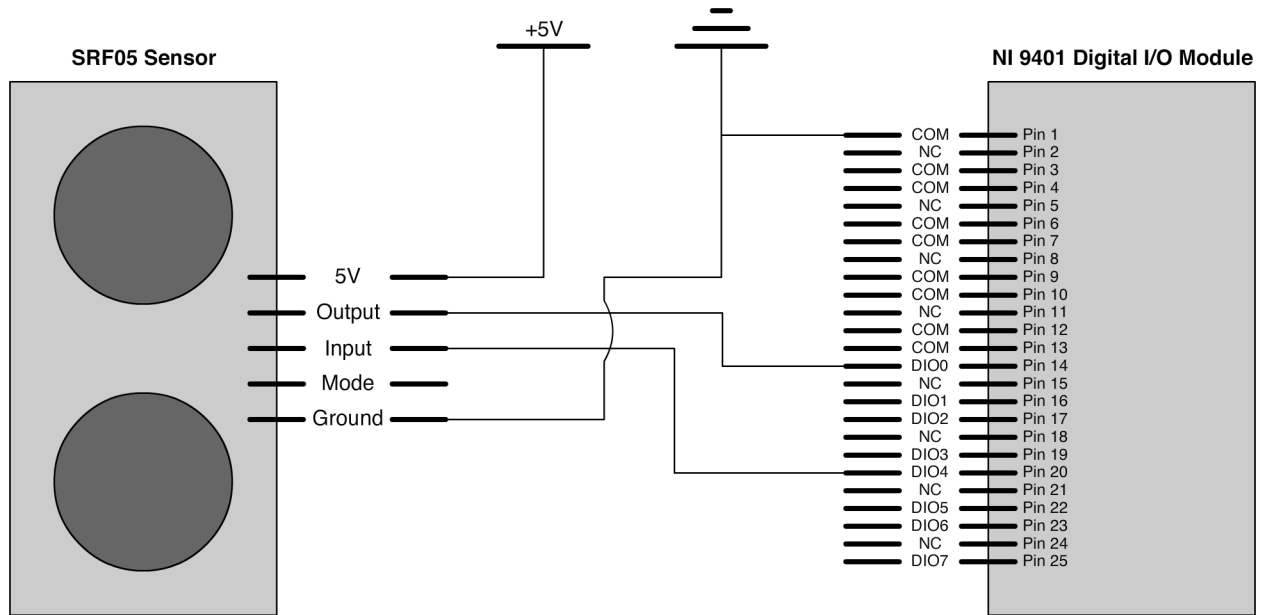 +5V
SRF05 Sensor
NI 9401 Digital I/O Module
5V
Output
Input
Mode
Ground
COM Pin 1
NC Pin 2
COM Pin 3
COM Pin 4
NC Pin 5
COM Pin 6
COM Pin 7
NC Pin 8
COM Pin 9
COM Pin 10
NC Pin 11
COM Pin 12
COM Pin 13
DIO0 Pin 14
NC Pin 15
DIO1 Pin 16
DIO2 Pin 17
NC Pin 18
DIO3 Pin 19
DIO4 Pin 20
NC Pin 21
DIO5 Pin 22
DIO6 Pin 23
NC Pin 24
DIO7 Pin 25